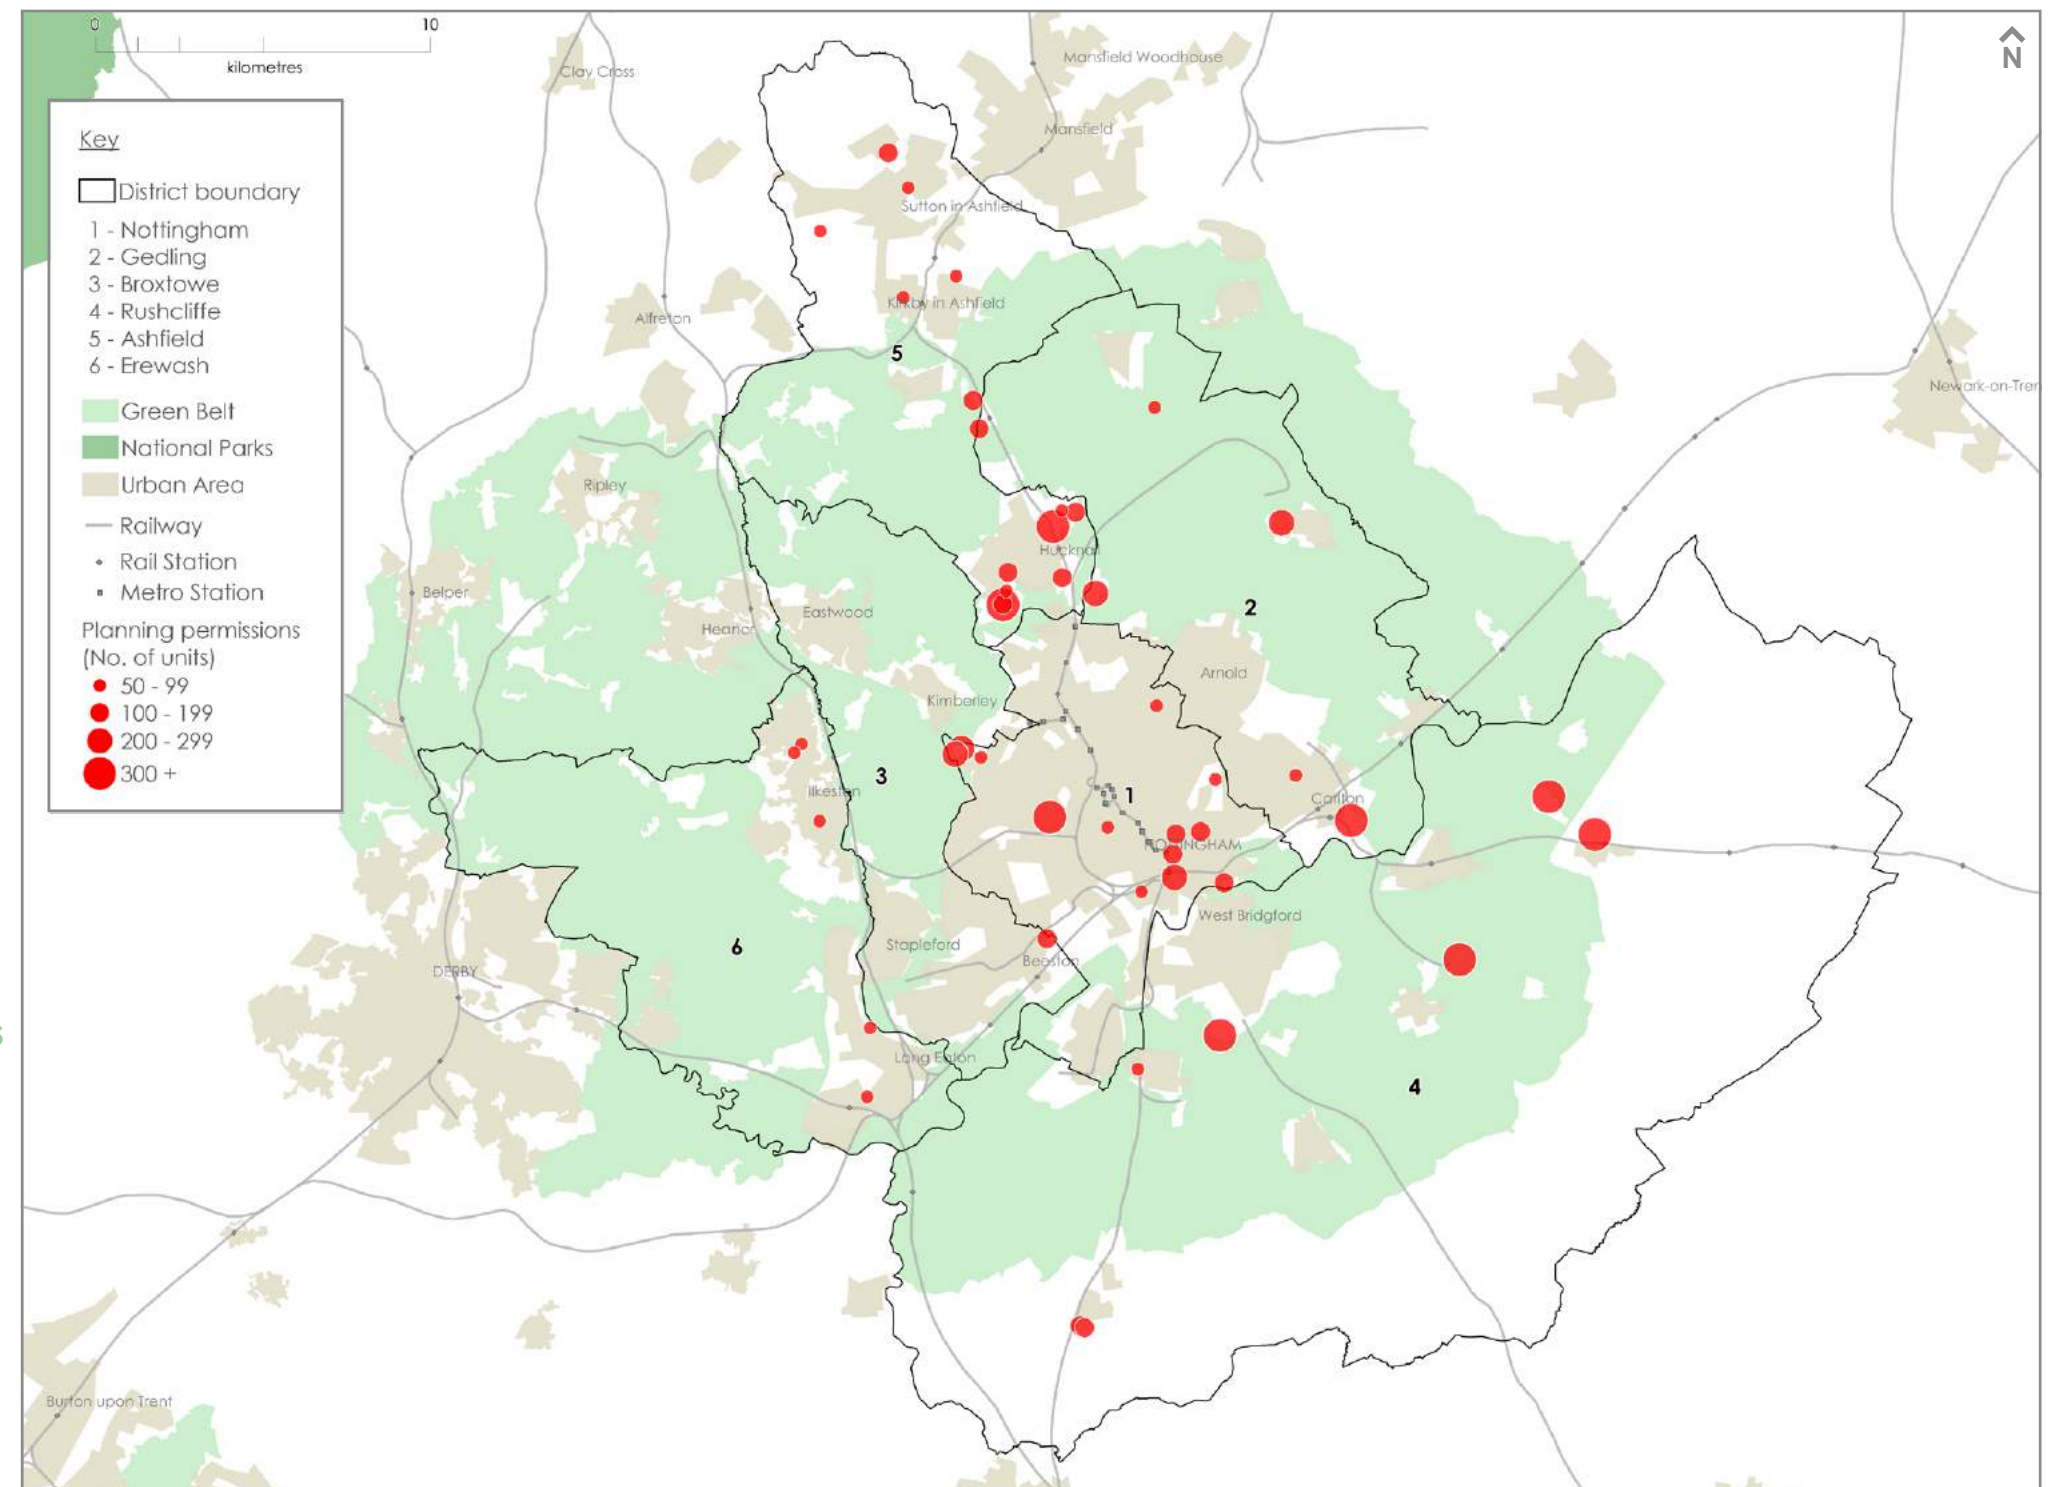 0 10
kilometres
N
Key
District boundary
1 - Nottingham
2 - Gedling
3 - Broxtowe
4 - Rushcliffe
5 - Ashfield
6 - Erewash
Green Belt
National Parks
Urban Area
Railway
Rail Station
Metro Station
Planning permissions
(No. of units)
50 - 99
100 - 199
200 - 299
300 +
Clay Cross
Mansfield Woodhouse
Mansfield
Sutton in Ashfield
Kirkby in Ashfield
Alfreton
5
Newark-on-Tren
Ripley
Hucknall
Belper
Eastwood
2
Heanor
Arnold
Kimberley
3
Ilkeston
1
Carlton
NOTTINGHAM
West Bridgford
6
Stapleford
Beeston
DERBY
Long Eaton
4
Burton upon Trent